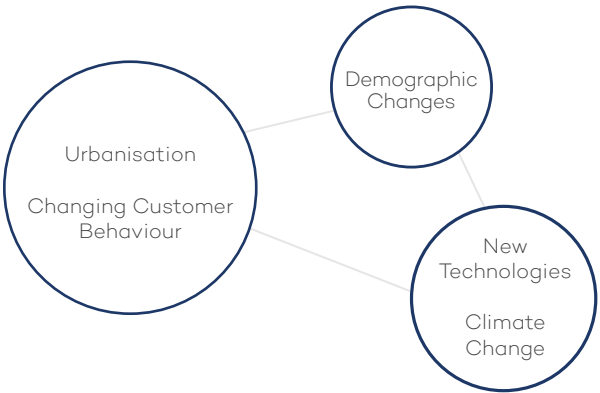 Urbanisation
Changing Customer
Behaviour
Demographic
Changes
New
Technologies
Climate
Change